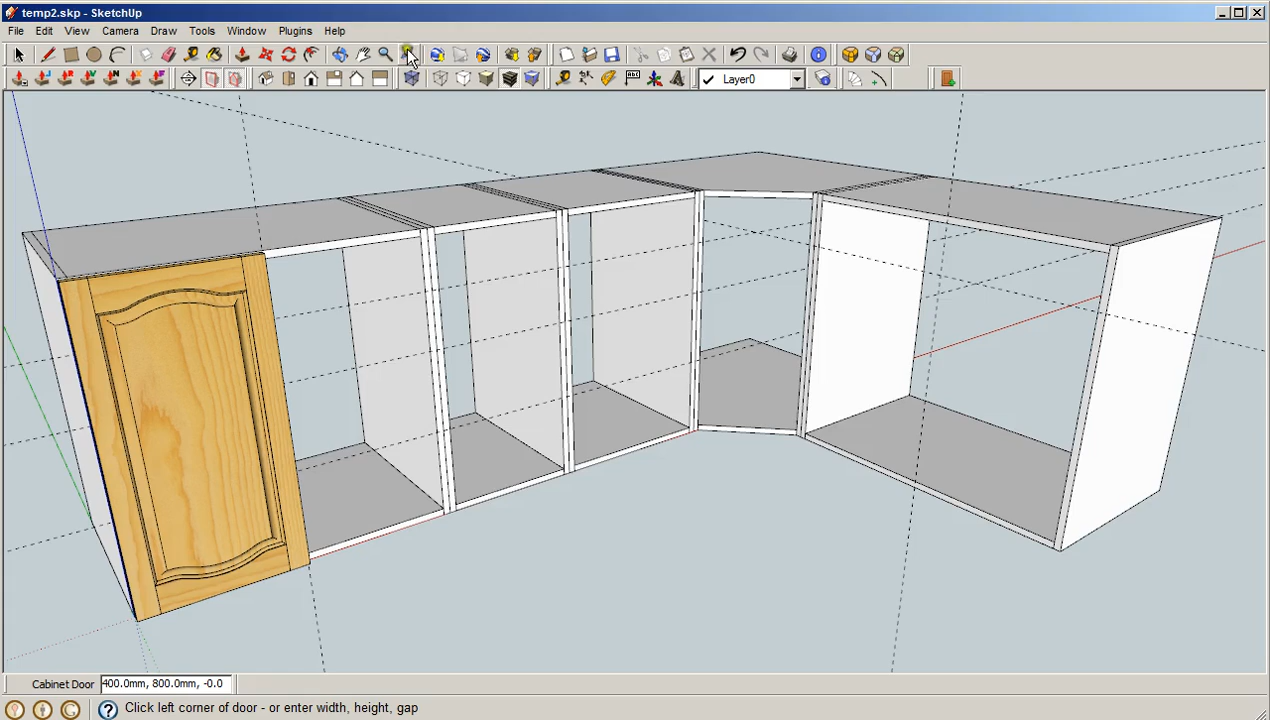 temp2.skp - SketchUp
File Edit View Camera Draw Tools Window Plugins Help
ABC
Layer0
Cabinet Door 400.0mm, 800.0mm, -0.0
Click left corner of door - or enter width, height, gap